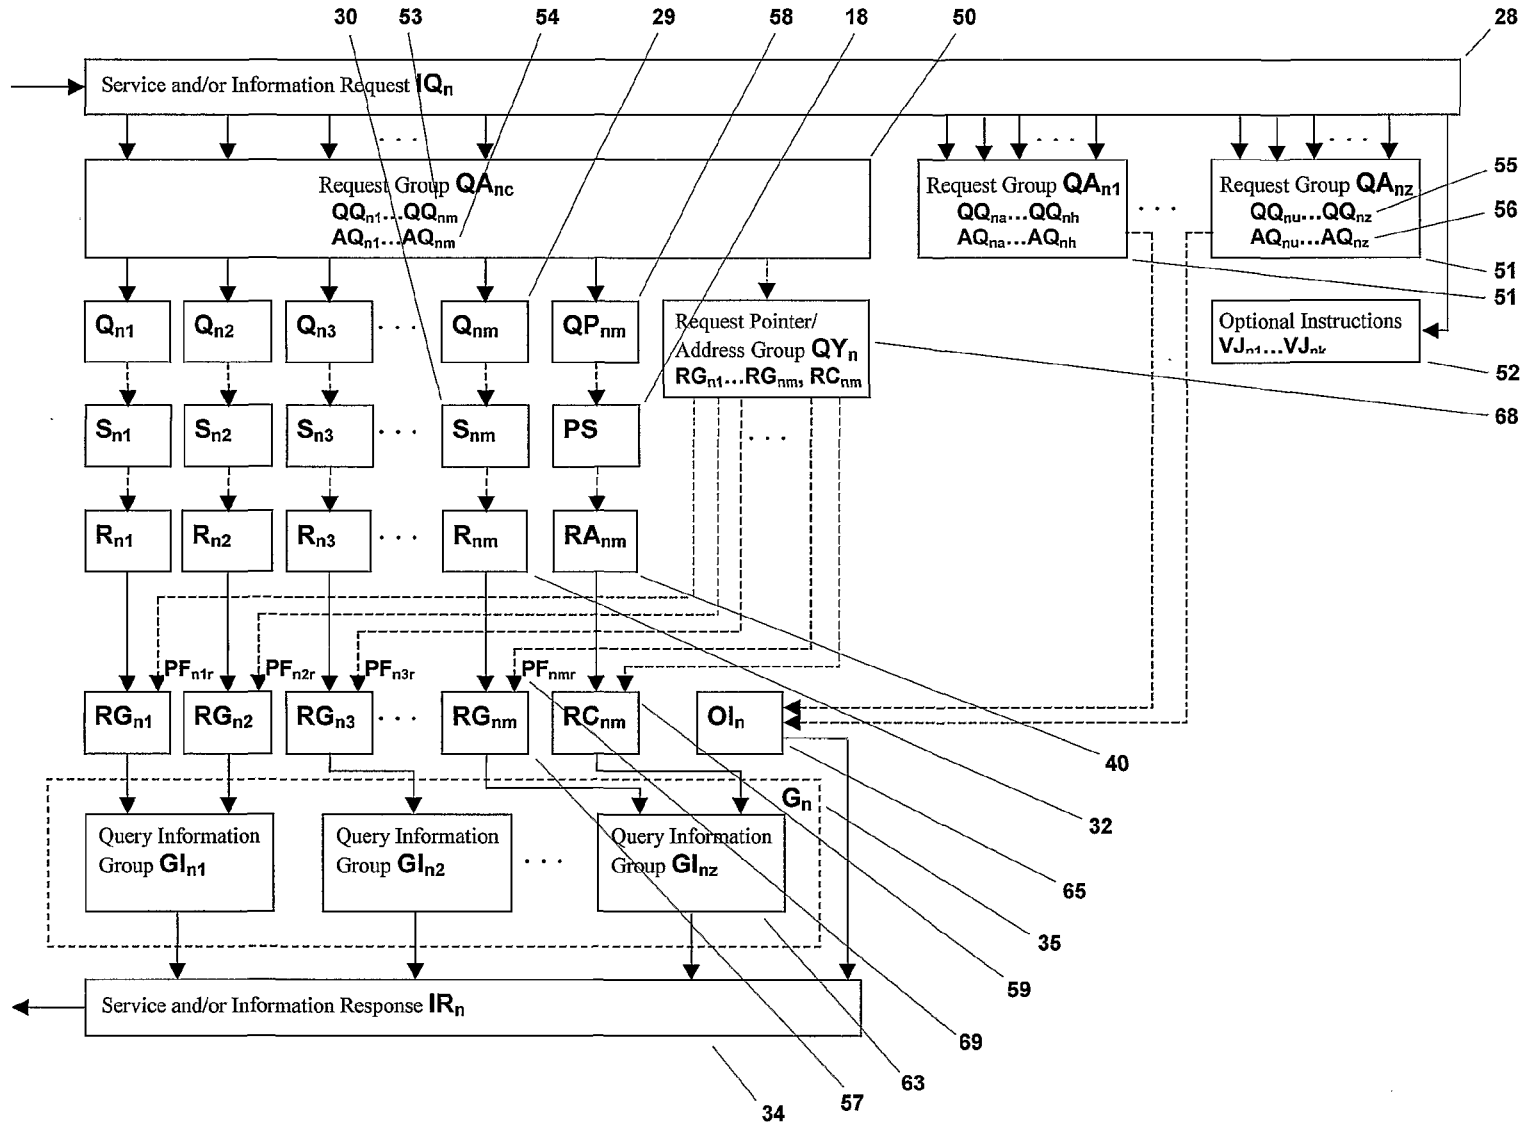 30 53 54 29 58 18 50 28
Service and/or Information Request IQn
. . . . . . . . . . . .
Request Group QAnc
QQn1...QQnm
AQn1...AQnm
Request Group QAn1
QQna...QQnh
AQna...AQnh
. . .
Request Group QAnz
QQnu...QQnz
AQnu...AQnz
55
56
51
51
Qn1 Qn2 Qn3 . . . Qnm QPnm
Request Pointer/
Address Group QYn
RGn1...RGnm, RCnm
Optional Instructions
VJn1...VJnk
52
68
Sn1 Sn2 Sn3 . . . Snm PS . . .
Rn1 Rn2 Rn3 . . . Rnm RAnm
PFn1r PFn2r PFn3r PFnmr
RGn1 RGn2 RGn3 . . . RGnm RCnm OIn
40
Gn
32
Query Information
Group GIn1
Query Information
Group GIn2
. . .
Query Information
Group GInz
65
35
59
Service and/or Information Response IRn
69
63
57
34